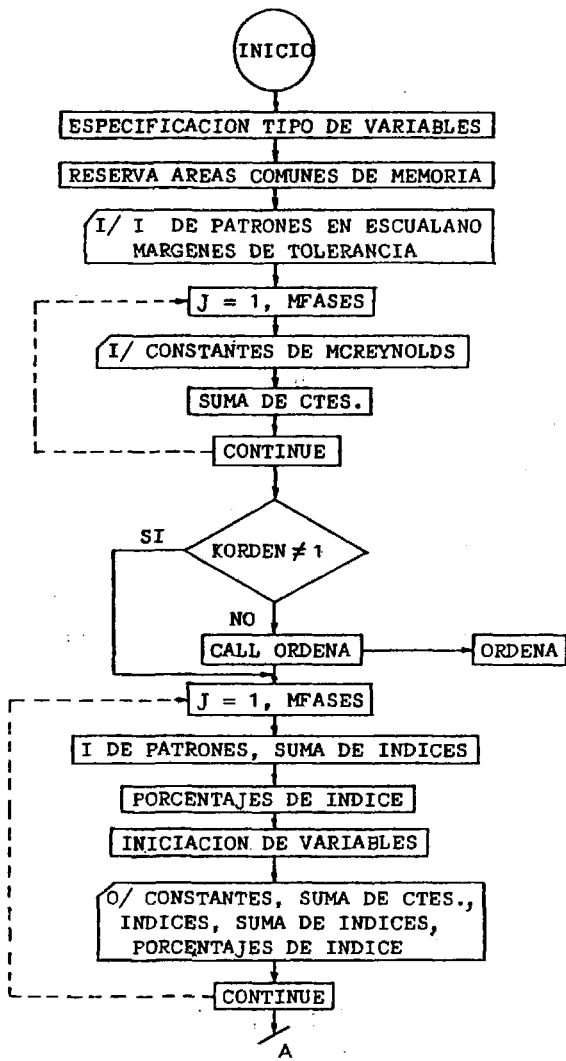 INICIO
ESPECIFICACION TIPO DE VARIABLES
RESERVA AREAS COMUNES DE MEMORIA
I/ I DE PATRONES EN ESCUALANO
MARGENES DE TOLERANCIA
J = 1, MFASES
I/ CONSTANTES DE MCREYNOLDS
SUMA DE CTES.
CONTINUE
SI
KORDEN ≠ 1
NO
CALL ORDENA
ORDENA
J = 1, MFASES
I DE PATRONES, SUMA DE INDICES
PORCENTAJES DE INDICE
INICIACION DE VARIABLES
O/ CONSTANTES, SUMA DE CTES.,
INDICES, SUMA DE INDICES,
PORCENTAJES DE INDICE
CONTINUE
A